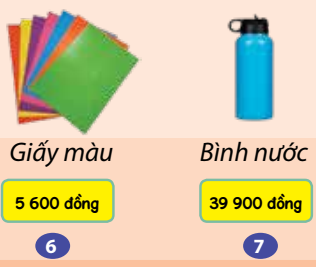 Giấy màu Bình nước
5 600 đồng 39 900 đồng
6 7